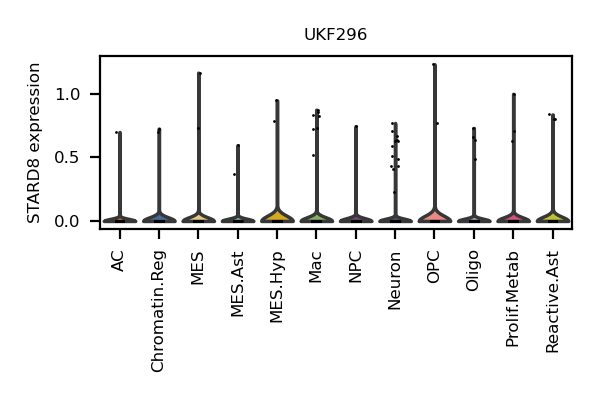 UKF296
STARD8 expression
1.0
0.5
0.0
AC
Chromatin.Reg
MES
MES.Ast
MES.Hyp
Mac
NPC
Neuron
OPC
Oligo
Prolif.Metab
Reactive.Ast